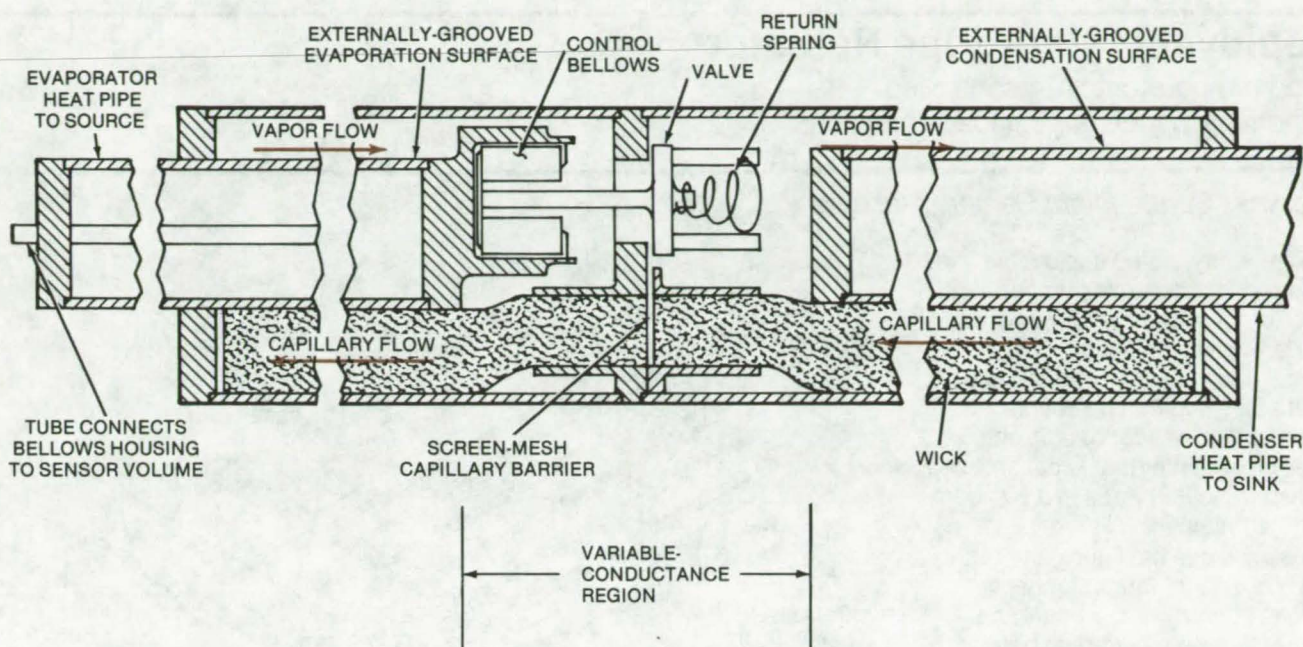 EXTERNALLY-GROOVED
EVAPORATION SURFACE
CONTROL
BELLOWS
RETURN
SPRING
EXTERNALLY-GROOVED
CONDENSATION SURFACE
EVAPORATOR
HEAT PIPE
TO SOURCE
VALVE
VAPOR FLOW
VAPOR FLOW
CAPILLARY FLOW
CAPILLARY FLOW
TUBE CONNECTS
BELLOWS HOUSING
TO SENSOR VOLUME
SCREEN-MESH
CAPILLARY BARRIER
WICK
CONDENSER
HEAT PIPE
TO SINK
VARIABLE-
CONDUCTANCE
REGION